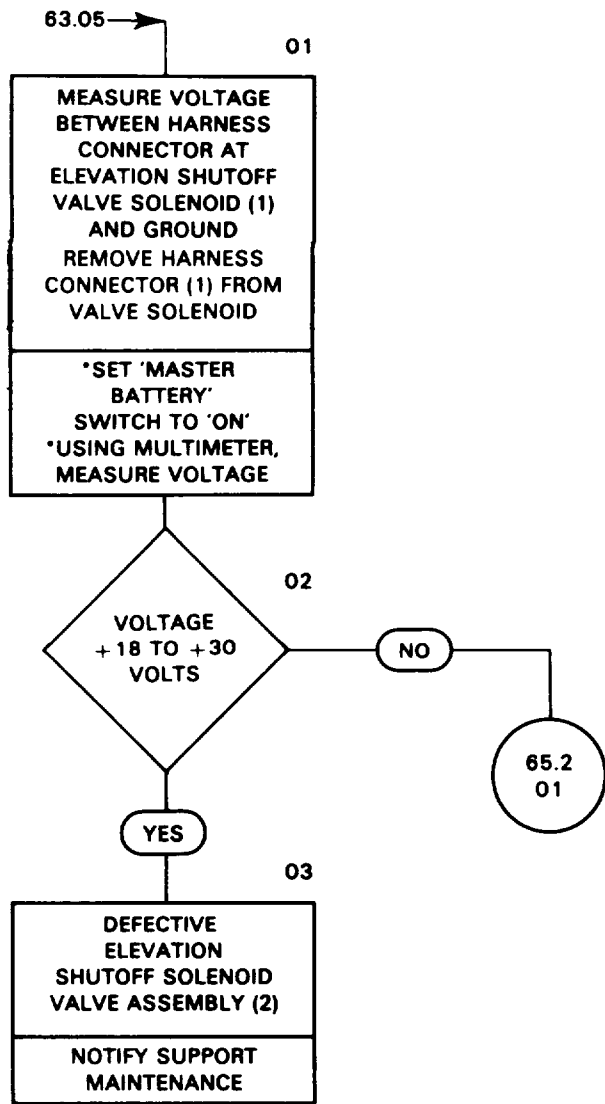 63.05
01
MEASURE VOLTAGE
BETWEEN HARNESS
CONNECTOR AT
ELEVATION SHUTOFF
VALVE SOLENOID (1)
AND GROUND
REMOVE HARNESS
CONNECTOR (1) FROM
VALVE SOLENOID
*SET 'MASTER
BATTERY'
SWITCH TO 'ON'
*USING MULTIMETER,
MEASURE VOLTAGE
02
VOLTAGE
+18 TO +30
VOLTS
NO
65.2
01
YES
03
DEFECTIVE
ELEVATION
SHUTOFF SOLENOID
VALVE ASSEMBLY (2)
NOTIFY SUPPORT
MAINTENANCE